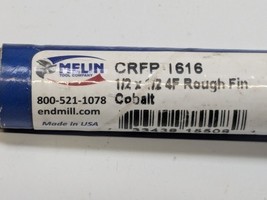 MELIN
TOOL COMPANY
800-521-1078
endmill.com
Made in USA
CRFP 1616
1/2 x 1/2 4F Rough Fin
Cobalt